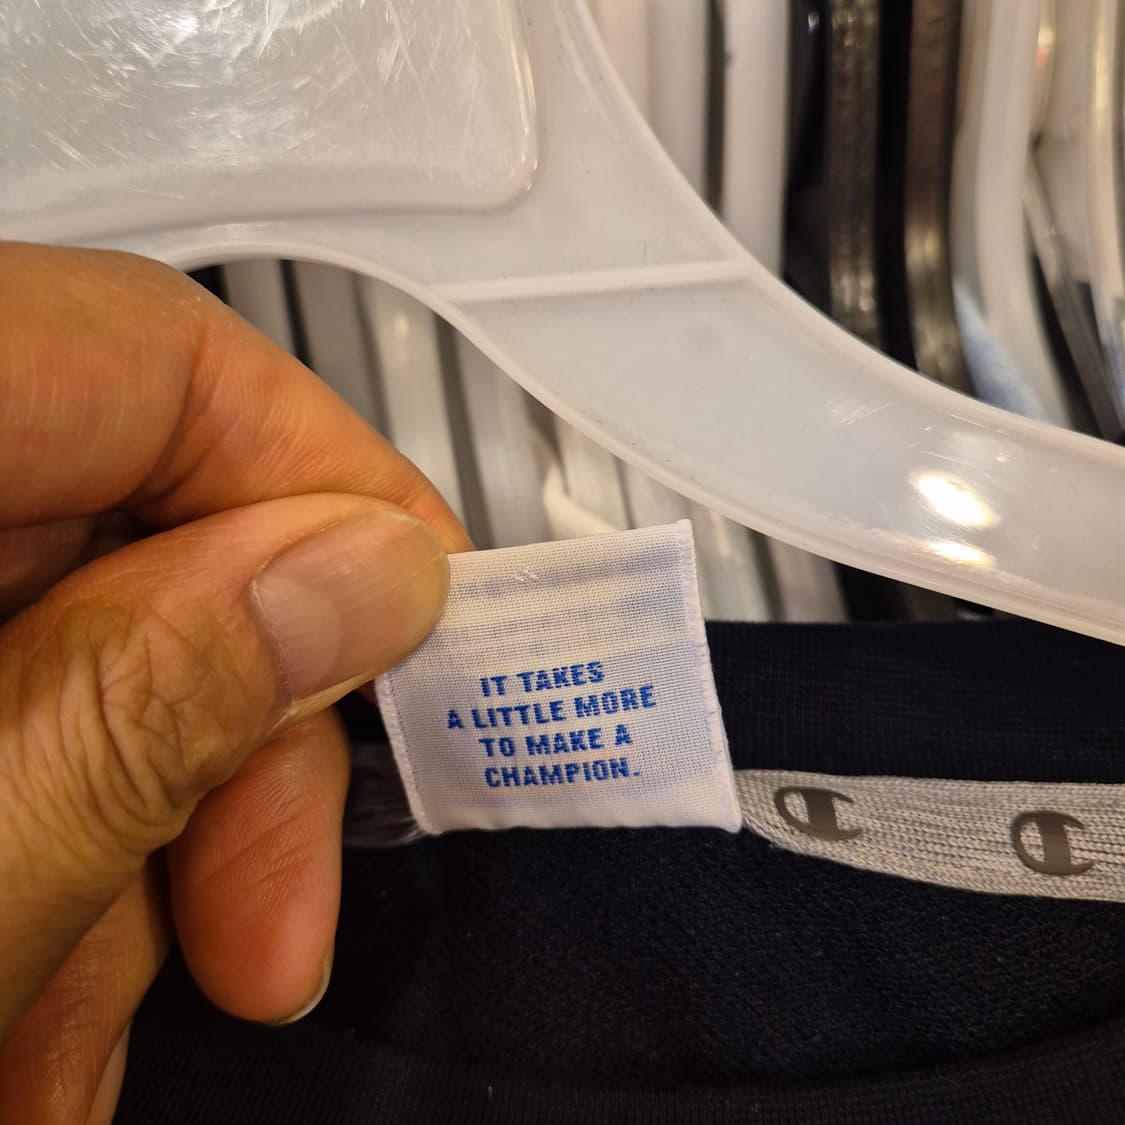 IT TAKES
A LITTLE MORE
TO MAKE A
CHAMPION.